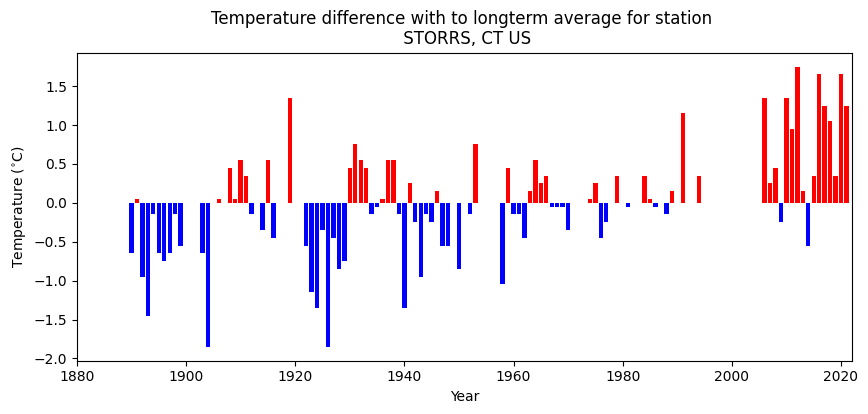 Temperature difference with to longterm average for station
STORRS, CT US
Temperature (°C)
1.5
1.0
0.5
0.0
−0.5
−1.0
−1.5
−2.0
1880 1900 1920 1940 1960 1980 2000 2020
Year